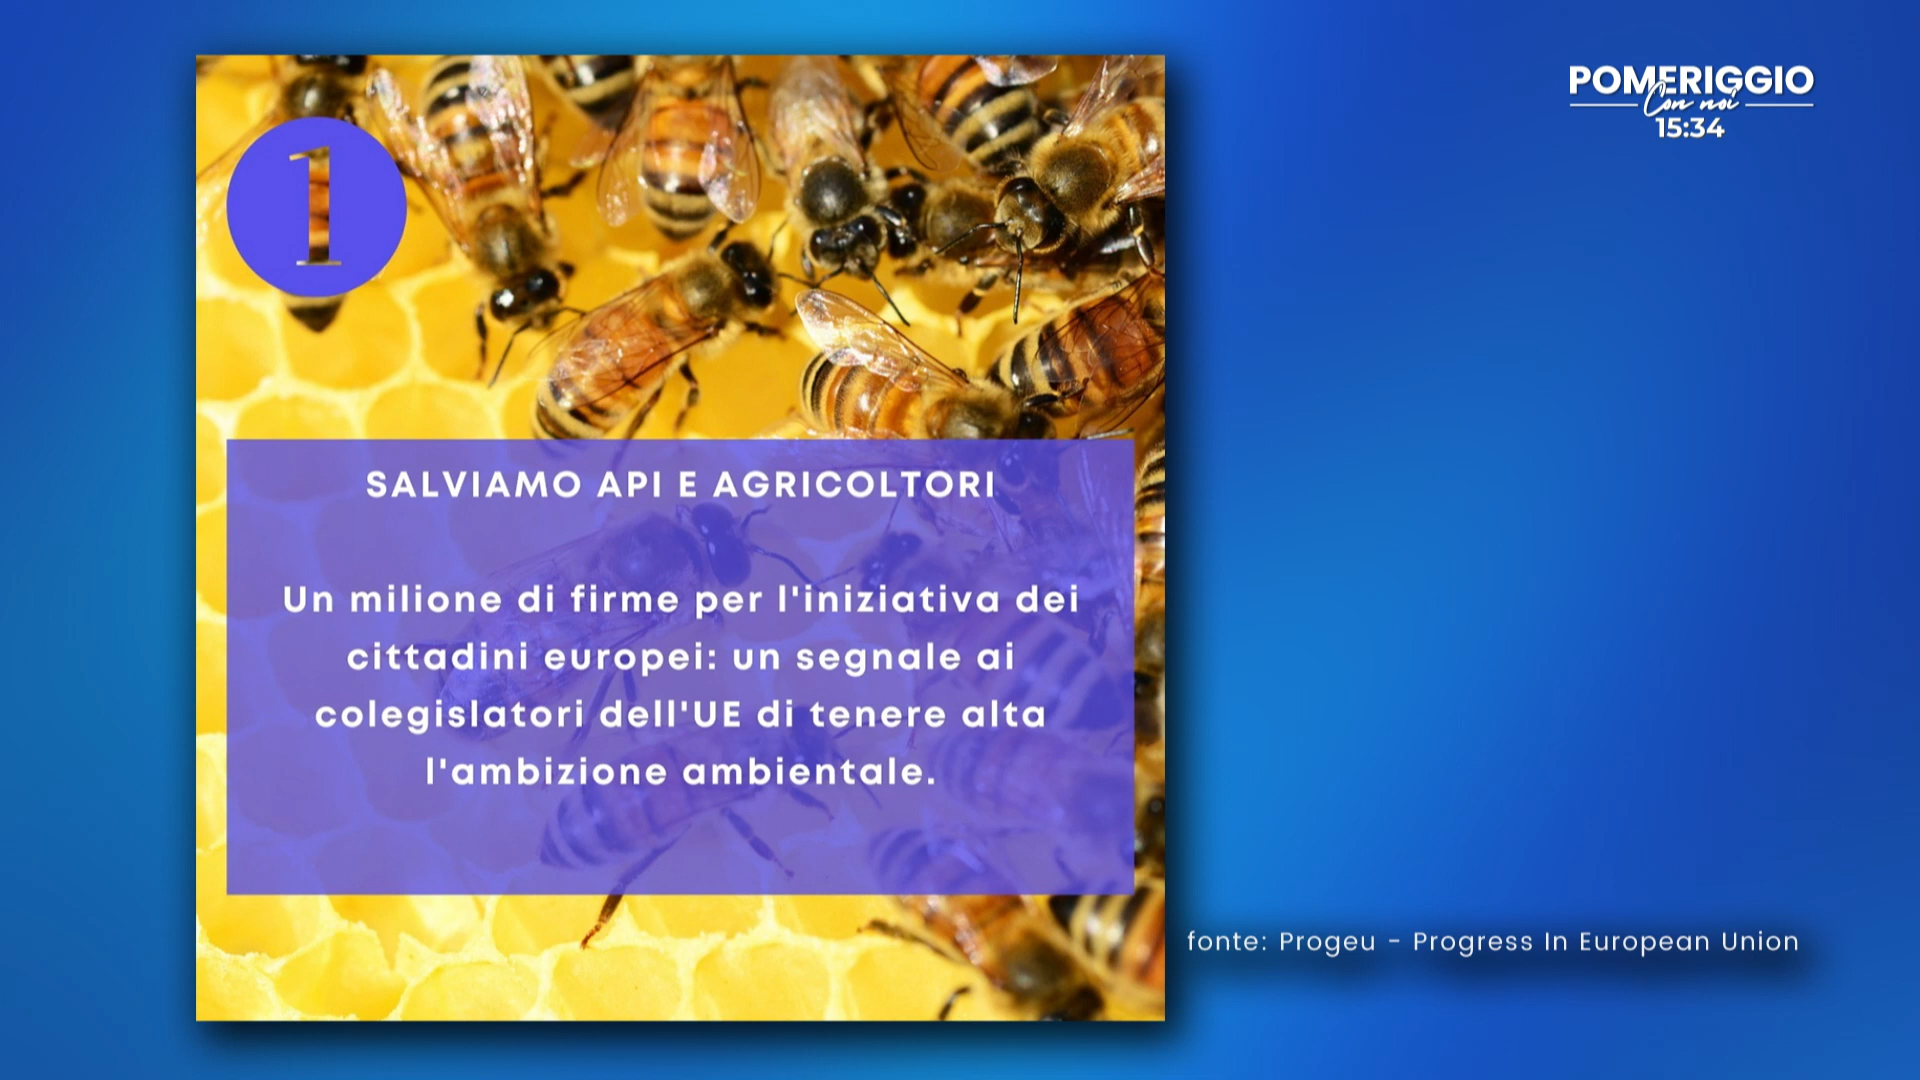 POMERIGGIO
Con noi
15:34
1
SALVIAMO API E AGRICOLTORI
Un milione di firme per l'iniziativa dei
cittadini europei: un segnale ai
colegislatori dell'UE di tenere alta
l'ambizione ambientale.
fonte: Progeu - Progress In European Union